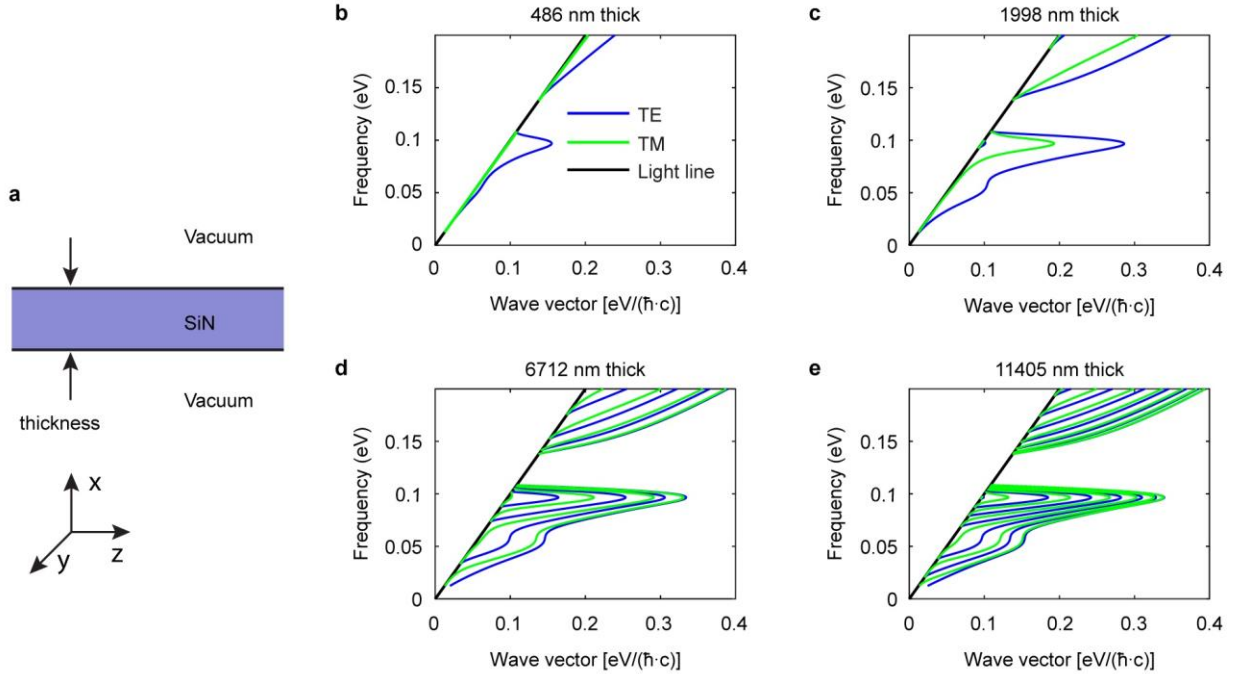 a
Vacuum
SiN
Vacuum
thickness
x
y
z
b
486 nm thick
Frequency (eV)
0.15
0.1
0.05
0
TE
TM
Light line
0 0.1 0.2 0.3 0.4
Wave vector [eV/(ħ·c)]
c
1998 nm thick
Frequency (eV)
0.15
0.1
0.05
0
0 0.1 0.2 0.3 0.4
Wave vector [eV/(ħ·c)]
d
6712 nm thick
Frequency (eV)
0.15
0.1
0.05
0
0 0.1 0.2 0.3 0.4
Wave vector [eV/(ħ·c)]
e
11405 nm thick
Frequency (eV)
0.15
0.1
0.05
0
0 0.1 0.2 0.3 0.4
Wave vector [eV/(ħ·c)]